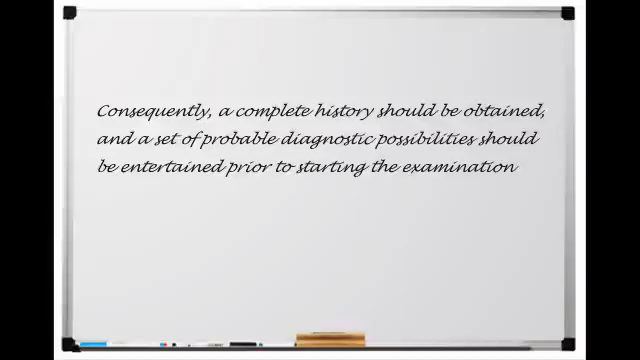 Consequently, a complete history should be obtained,
and a set of probable diagnostic possibilities should
be entertained prior to starting the examination